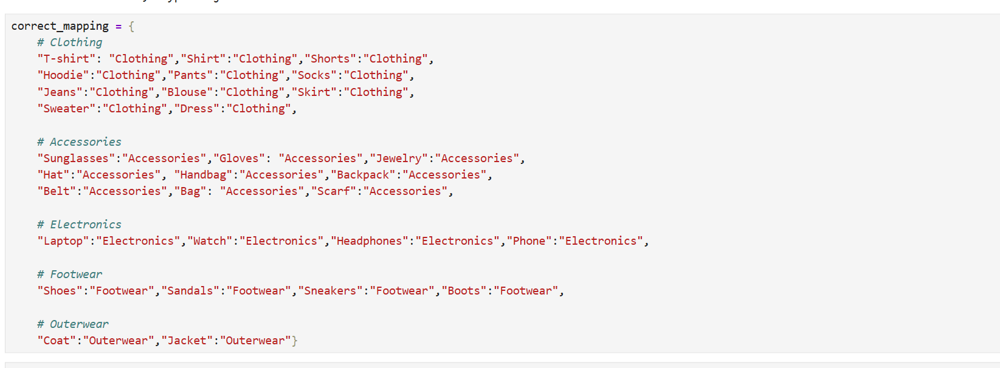 correct_mapping = {
    # Clothing
    "T-shirt": "Clothing","Shirt":"Clothing","Shorts":"Clothing",
    "Hoodie":"Clothing","Pants":"Clothing","Socks":"Clothing",
    "Jeans":"Clothing","Blouse":"Clothing","Skirt":"Clothing",
    "Sweater":"Clothing","Dress":"Clothing",
    # Accessories
    "Sunglasses":"Accessories","Gloves": "Accessories","Jewelry":"Accessories",
    "Hat":"Accessories", "Handbag":"Accessories","Backpack":"Accessories",
    "Belt":"Accessories","Bag": "Accessories","Scarf":"Accessories",
    # Electronics
    "Laptop":"Electronics","Watch":"Electronics","Headphones":"Electronics","Phone":"Electronics",
    # Footwear
    "Shoes":"Footwear","Sandals":"Footwear","Sneakers":"Footwear","Boots":"Footwear",
    # Outerwear
    "Coat":"Outerwear","Jacket":"Outerwear"}